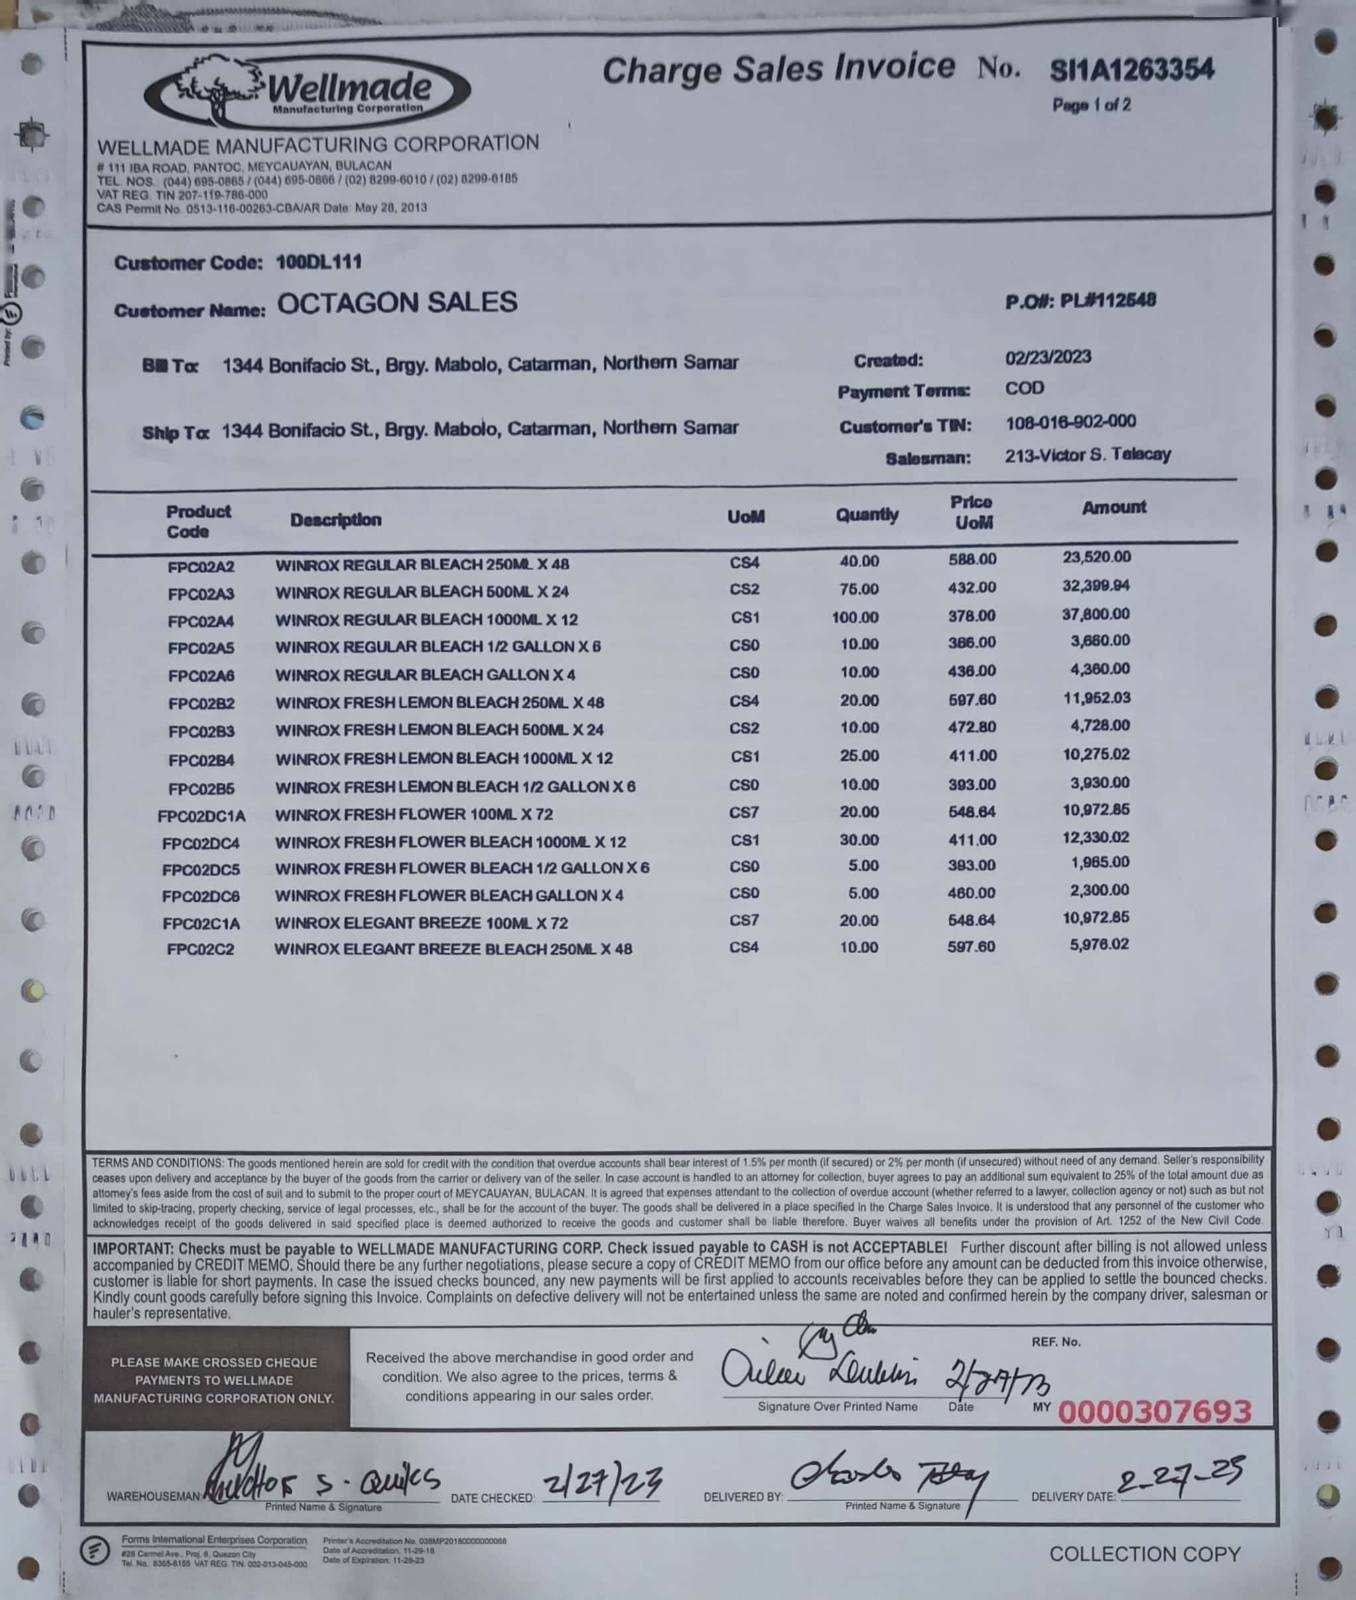 Wellmade
Manufacturing Corporation
Charge Sales Invoice No. SI1A1263354
Page 1 of 2
WELLMADE MANUFACTURING CORPORATION
# 111 IBA ROAD, PANTOC, MEYCAUAYAN, BULACAN
TEL. NOS. (044) 695-0865 / (044) 695-0866 / (02) 8299-6010 / (02) 8299-6185
VAT REG. TIN 207-119-786-000
CAS Permit No. 0513-116-00263-CBA/AR Date: May 28, 2013
Customer Code: 100DL111
Customer Name: OCTAGON SALES
P.O#: PL#112548
Bill To: 1344 Bonifacio St., Brgy. Mabolo, Catarman, Northern Samar
Created: 02/23/2023
Payment Terms: COD
Ship To: 1344 Bonifacio St., Brgy. Mabolo, Catarman, Northern Samar
Customer's TIN: 108-016-902-000
Salesman: 213-Victor S. Talacay
Product Code Description UoM Quantity Price UoM Amount
FPC02A2 WINROX REGULAR BLEACH 250ML X 48 CS4 40.00 588.00 23,520.00
FPC02A3 WINROX REGULAR BLEACH 500ML X 24 CS2 75.00 432.00 32,399.94
FPC02A4 WINROX REGULAR BLEACH 1000ML X 12 CS1 100.00 378.00 37,800.00
FPC02A5 WINROX REGULAR BLEACH 1/2 GALLON X 6 CS0 10.00 366.00 3,660.00
FPC02A6 WINROX REGULAR BLEACH GALLON X 4 CS0 10.00 436.00 4,360.00
FPC02B2 WINROX FRESH LEMON BLEACH 250ML X 48 CS4 20.00 597.60 11,952.03
FPC02B3 WINROX FRESH LEMON BLEACH 500ML X 24 CS2 10.00 472.80 4,728.00
FPC02B4 WINROX FRESH LEMON BLEACH 1000ML X 12 CS1 25.00 411.00 10,275.02
FPC02B5 WINROX FRESH LEMON BLEACH 1/2 GALLON X 6 CS0 10.00 393.00 3,930.00
FPC02DC1A WINROX FRESH FLOWER 100ML X 72 CS7 20.00 548.64 10,972.85
FPC02DC4 WINROX FRESH FLOWER BLEACH 1000ML X 12 CS1 30.00 411.00 12,330.02
FPC02DC5 WINROX FRESH FLOWER BLEACH 1/2 GALLON X 6 CS0 5.00 393.00 1,965.00
FPC02DC6 WINROX FRESH FLOWER BLEACH GALLON X 4 CS0 5.00 460.00 2,300.00
FPC02C1A WINROX ELEGANT BREEZE 100ML X 72 CS7 20.00 548.64 10,972.85
FPC02C2 WINROX ELEGANT BREEZE BLEACH 250ML X 48 CS4 10.00 597.60 5,976.02
TERMS AND CONDITIONS: The goods mentioned herein are sold for credit with the condition that overdue accounts shall bear interest of 1.5% per month (if secured) or 2% per month (if unsecured) without need of any demand. Seller's responsibility
ceases upon delivery and acceptance by the buyer of the goods from the carrier or delivery van of the seller. In case account is handled to an attorney for collection, buyer agrees to pay an additional sum equivalent to 25% of the total amount due as
attorney's fees aside from the cost of suit and to submit to the proper court of MEYCAUAYAN, BULACAN. It is agreed that expenses attendant to the collection of overdue account (whether referred to a lawyer, collection agency or not) such as but not
limited to skip-tracing, property checking, service of legal processes, etc., shall be for the account of the buyer. The goods shall be delivered in a place specified in the Charge Sales Invoice. It is understood that any personnel of the customer who
acknowledges receipt of the goods delivered in said specified place is deemed authorized to receive the goods and customer shall be liable therefore. Buyer waives all benefits under the provision of Art. 1252 of the New Civil Code.
IMPORTANT: Checks must be payable to WELLMADE MANUFACTURING CORP. Check issued payable to CASH is not ACCEPTABLE! Further discount after billing is not allowed unless
accompanied by CREDIT MEMO. Should there be any further negotiations, please secure a copy of CREDIT MEMO from our office before any amount can be deducted from this invoice otherwise,
customer is liable for short payments. In case the issued checks bounced, any new payments will be first applied to accounts receivables before they can be applied to settle the bounced checks.
Kindly count goods carefully before signing this Invoice. Complaints on defective delivery will not be entertained unless the same are noted and confirmed herein by the company driver, salesman or
hauler's representative.
PLEASE MAKE CROSSED CHEQUE
PAYMENTS TO WELLMADE
MANUFACTURING CORPORATION ONLY.
Received the above merchandise in good order and
condition. We also agree to the prices, terms &
conditions appearing in our sales order.
Signature Over Printed Name Date
REF. No.
MY 0000307693
WAREHOUSEMAN: S.
Printed Name & Signature
DATE CHECKED: 2/27/23
DELIVERED BY:
Printed Name & Signature
DELIVERY DATE: 2-27-23
Forms International Enterprises Corporation
#28 Carmel Ave., Proj. 6, Quezon City
Tel. No. 8365-8155 VAT REG. TIN: 002-013-045-000
Printer's Accreditation No. 038MP20180000000066
Date of Accreditation: 11-29-18
Date of Expiration: 11-28-23
COLLECTION COPY